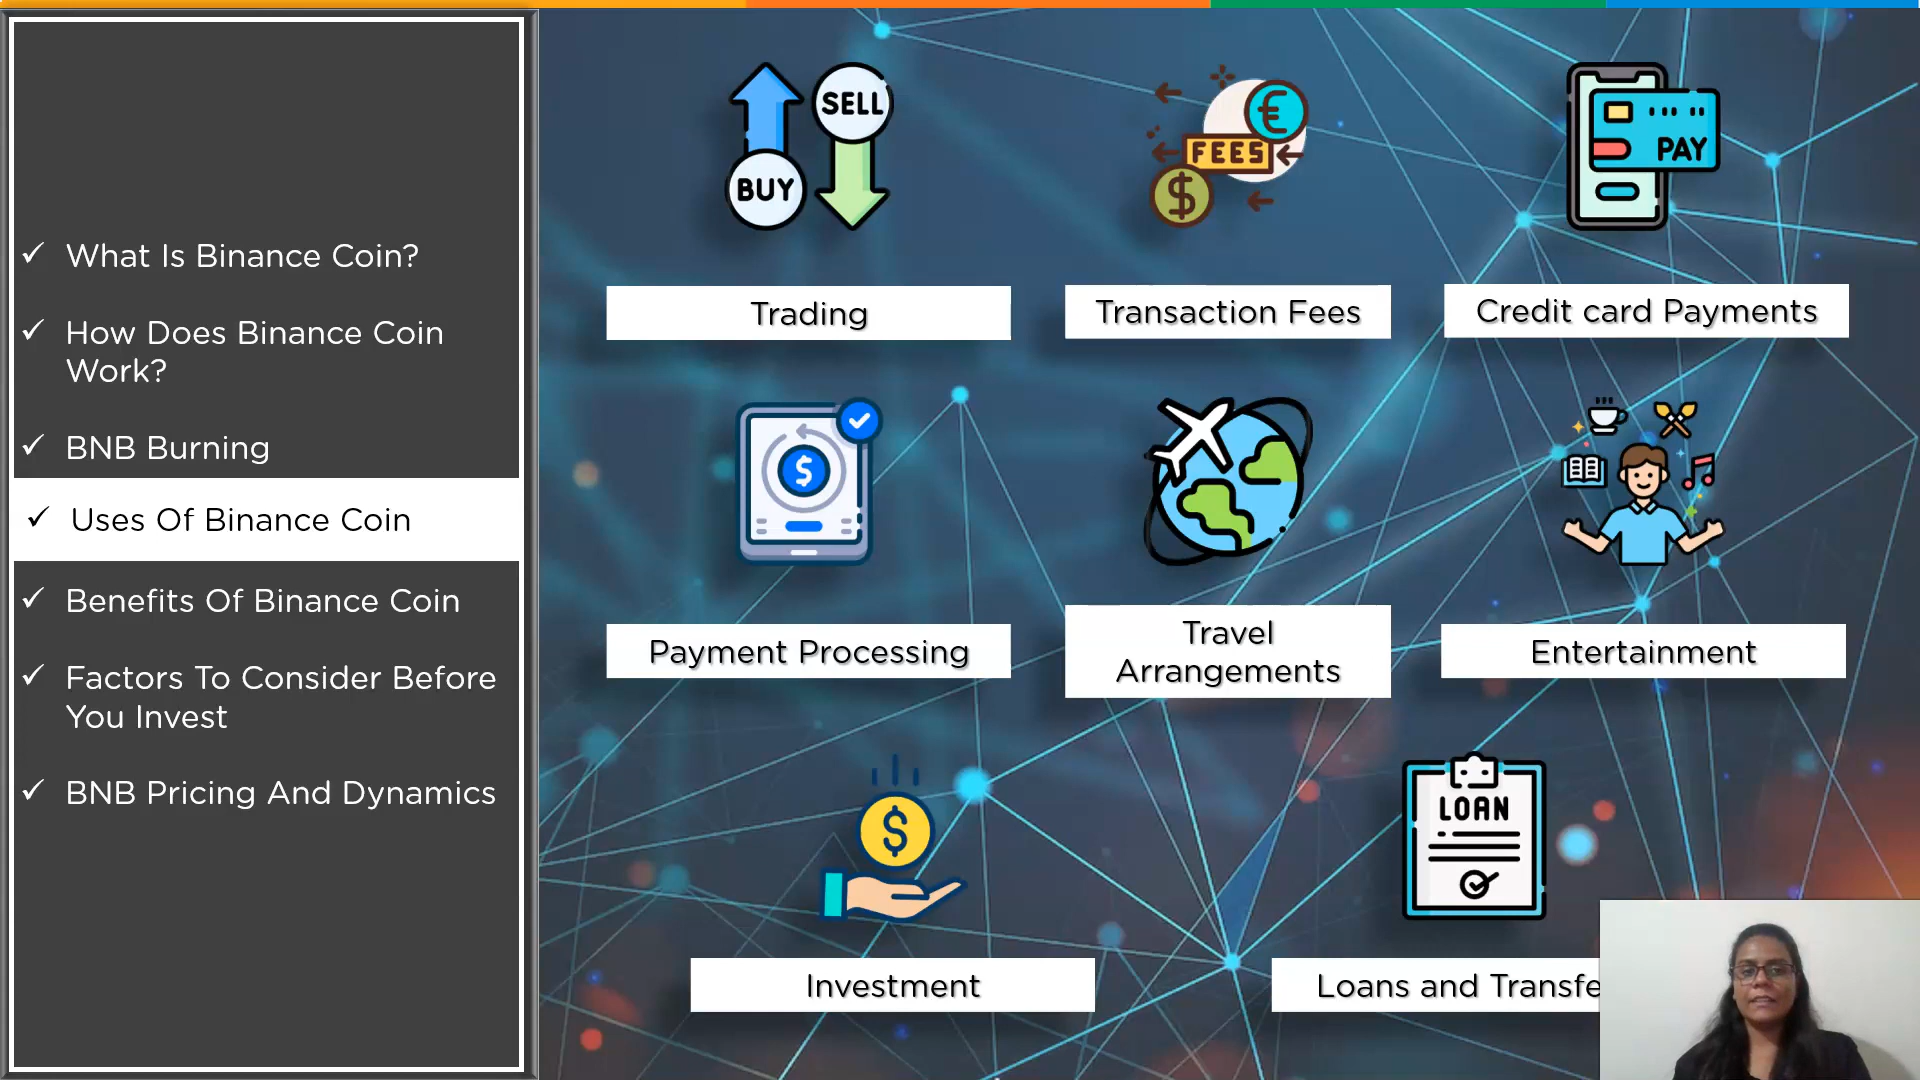 What Is Binance Coin?
How Does Binance Coin
Work?
BNB Burning
Uses Of Binance Coin
Benefits Of Binance Coin
Factors To Consider Before
You Invest
BNB Pricing And Dynamics
SELL
BUY
Trading
FEES
Transaction Fees
PAY
Credit card Payments
Payment Processing
Travel
Arrangements
Entertainment
Investment
LOAN
Loans and Transfe